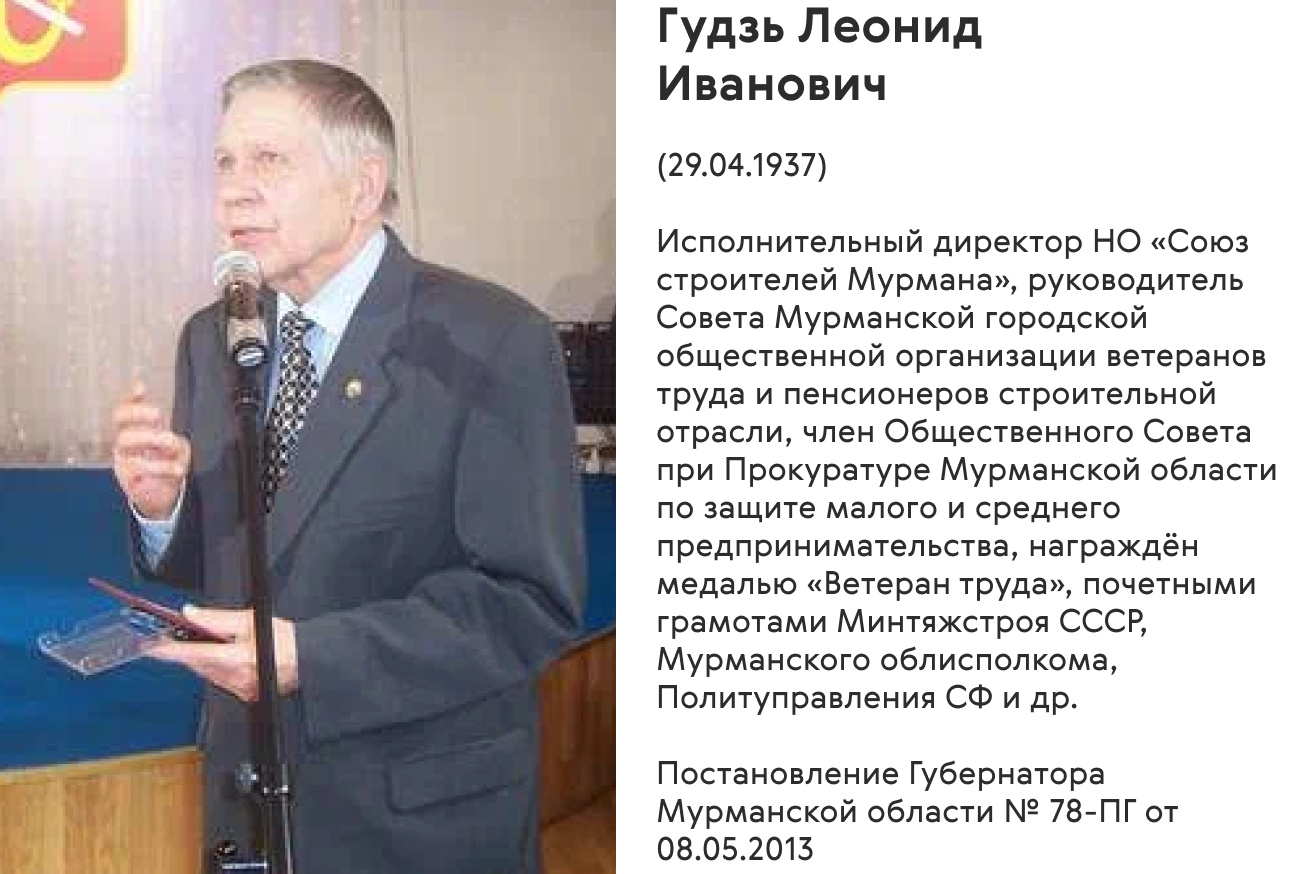 Гудзь Леонид
Иванович
(29.04.1937)
Исполнительный директор НО «Союз
строителей Мурмана», руководитель
Совета Мурманской городской
общественной организации ветеранов
труда и пенсионеров строительной
отрасли, член Общественного Совета
при Прокуратуре Мурманской области
по защите малого и среднего
предпринимательства, награждён
медалью «Ветеран труда», почетными
грамотами Минтяжстроя СССР,
Мурманского облисполкома,
Политуправления СФ и др.
Постановление Губернатора
Мурманской области № 78-ПГ от
08.05.2013